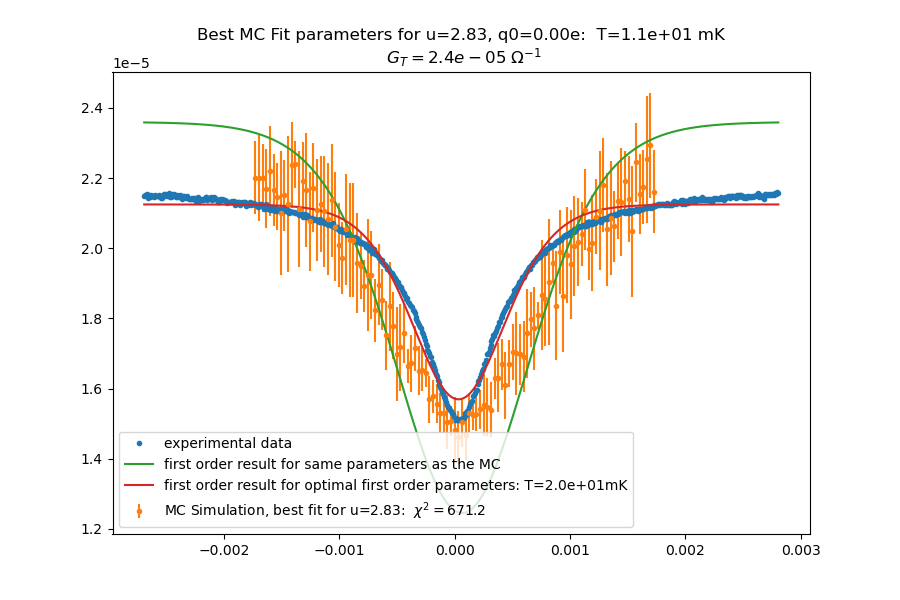 Best MC Fit parameters for u=2.83, q0=0.00e:  T=1.1e+01 mK
G_T = 2.4e − 05 Ω⁻¹
1e−5
2.4
2.2
2.0
1.8
1.6
1.4
1.2
experimental data
first order result for same parameters as the MC
first order result for optimal first order parameters: T=2.0e+01mK
MC Simulation, best fit for u=2.83:  χ² = 671.2
−0.002 −0.001 0.000 0.001 0.002 0.003